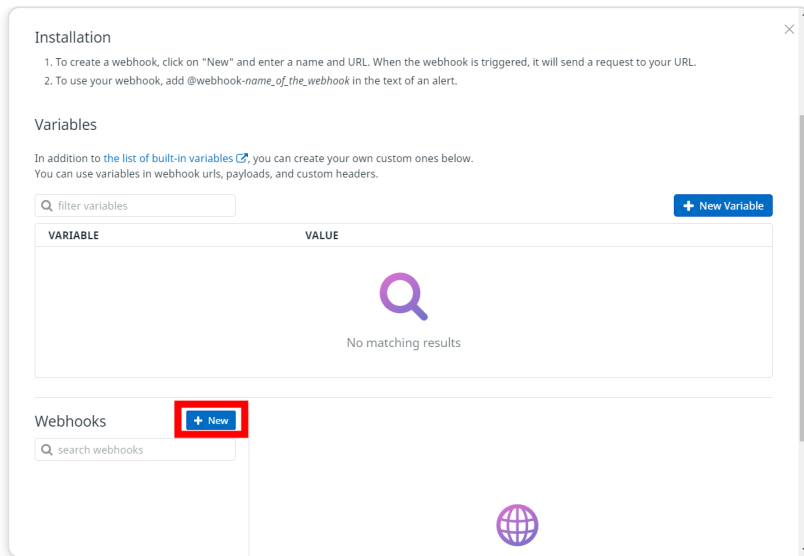 Installation
1. To create a webhook, click on "New" and enter a name and URL. When the webhook is triggered, it will send a request to your URL.
2. To use your webhook, add @webhook-name_of_the_webhook in the text of an alert.
Variables
In addition to the list of built-in variables, you can create your own custom ones below.
You can use variables in webhook urls, payloads, and custom headers.
filter variables
New Variable
VARIABLE VALUE
No matching results
Webhooks
New
search webhooks